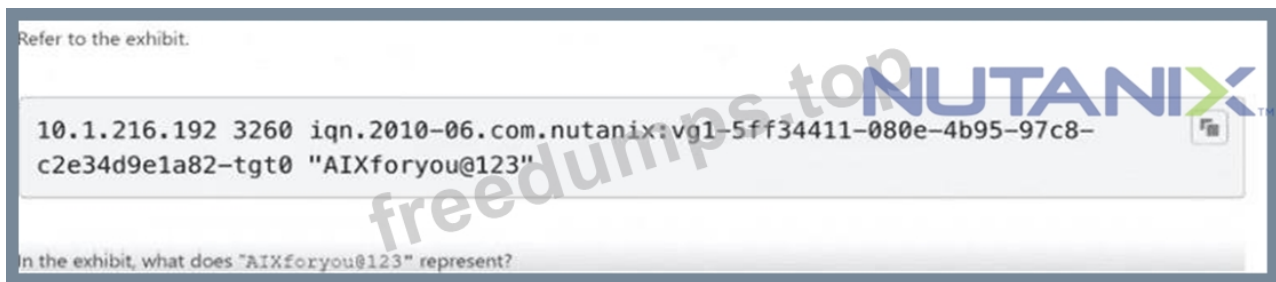 Refer to the exhibit.
NUTANIX TM
10.1.216.192 3260 iqn.2010-06.com.nutanix:vg1-5ff34411-080e-4b95-97c8-
c2e34d9e1a82-tgt0 "AIXforyou@123"
freedumps.top
In the exhibit, what does "AIXforyou@123" represent?